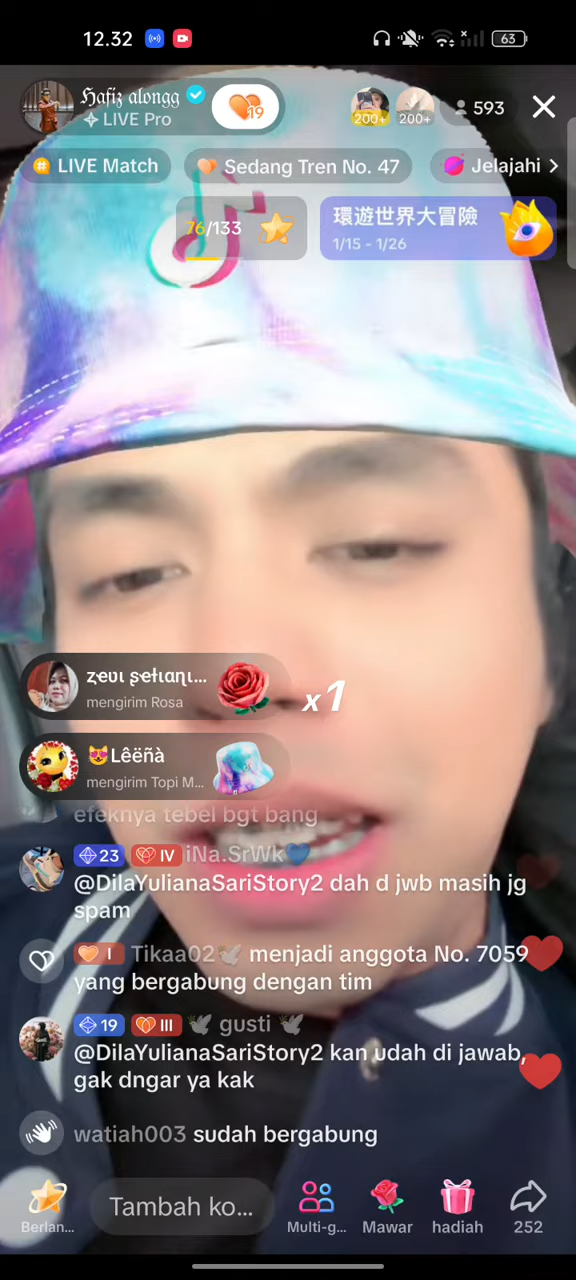 12.32
63
ℌ𝔞𝔣𝔦𝔷 𝔞𝔩𝔬𝔫𝔤𝔤
LIVE Pro
19
200+
200+
593
LIVE Match
Sedang Tren No. 47
Jelajahi
76/133
環遊世界大冒險
1/15 - 1/26
mengirim Rosa
x1
😻Lêëñà
mengirim Topi M...
efeknya tebel bgt bang
23 IV iNa.SrWk💙
@DilaYulianaSariStory2 dah d jwb masih jg
spam
I Tikaa02🕊 menjadi anggota No. 7059
yang bergabung dengan tim
19 III 🕊 gusti 🕊
@DilaYulianaSariStory2 kan udah di jawab,
gak dngar ya kak
watiah003 sudah bergabung
Tambah ko...
Berlan...
Multi-g...
Mawar
hadiah
252